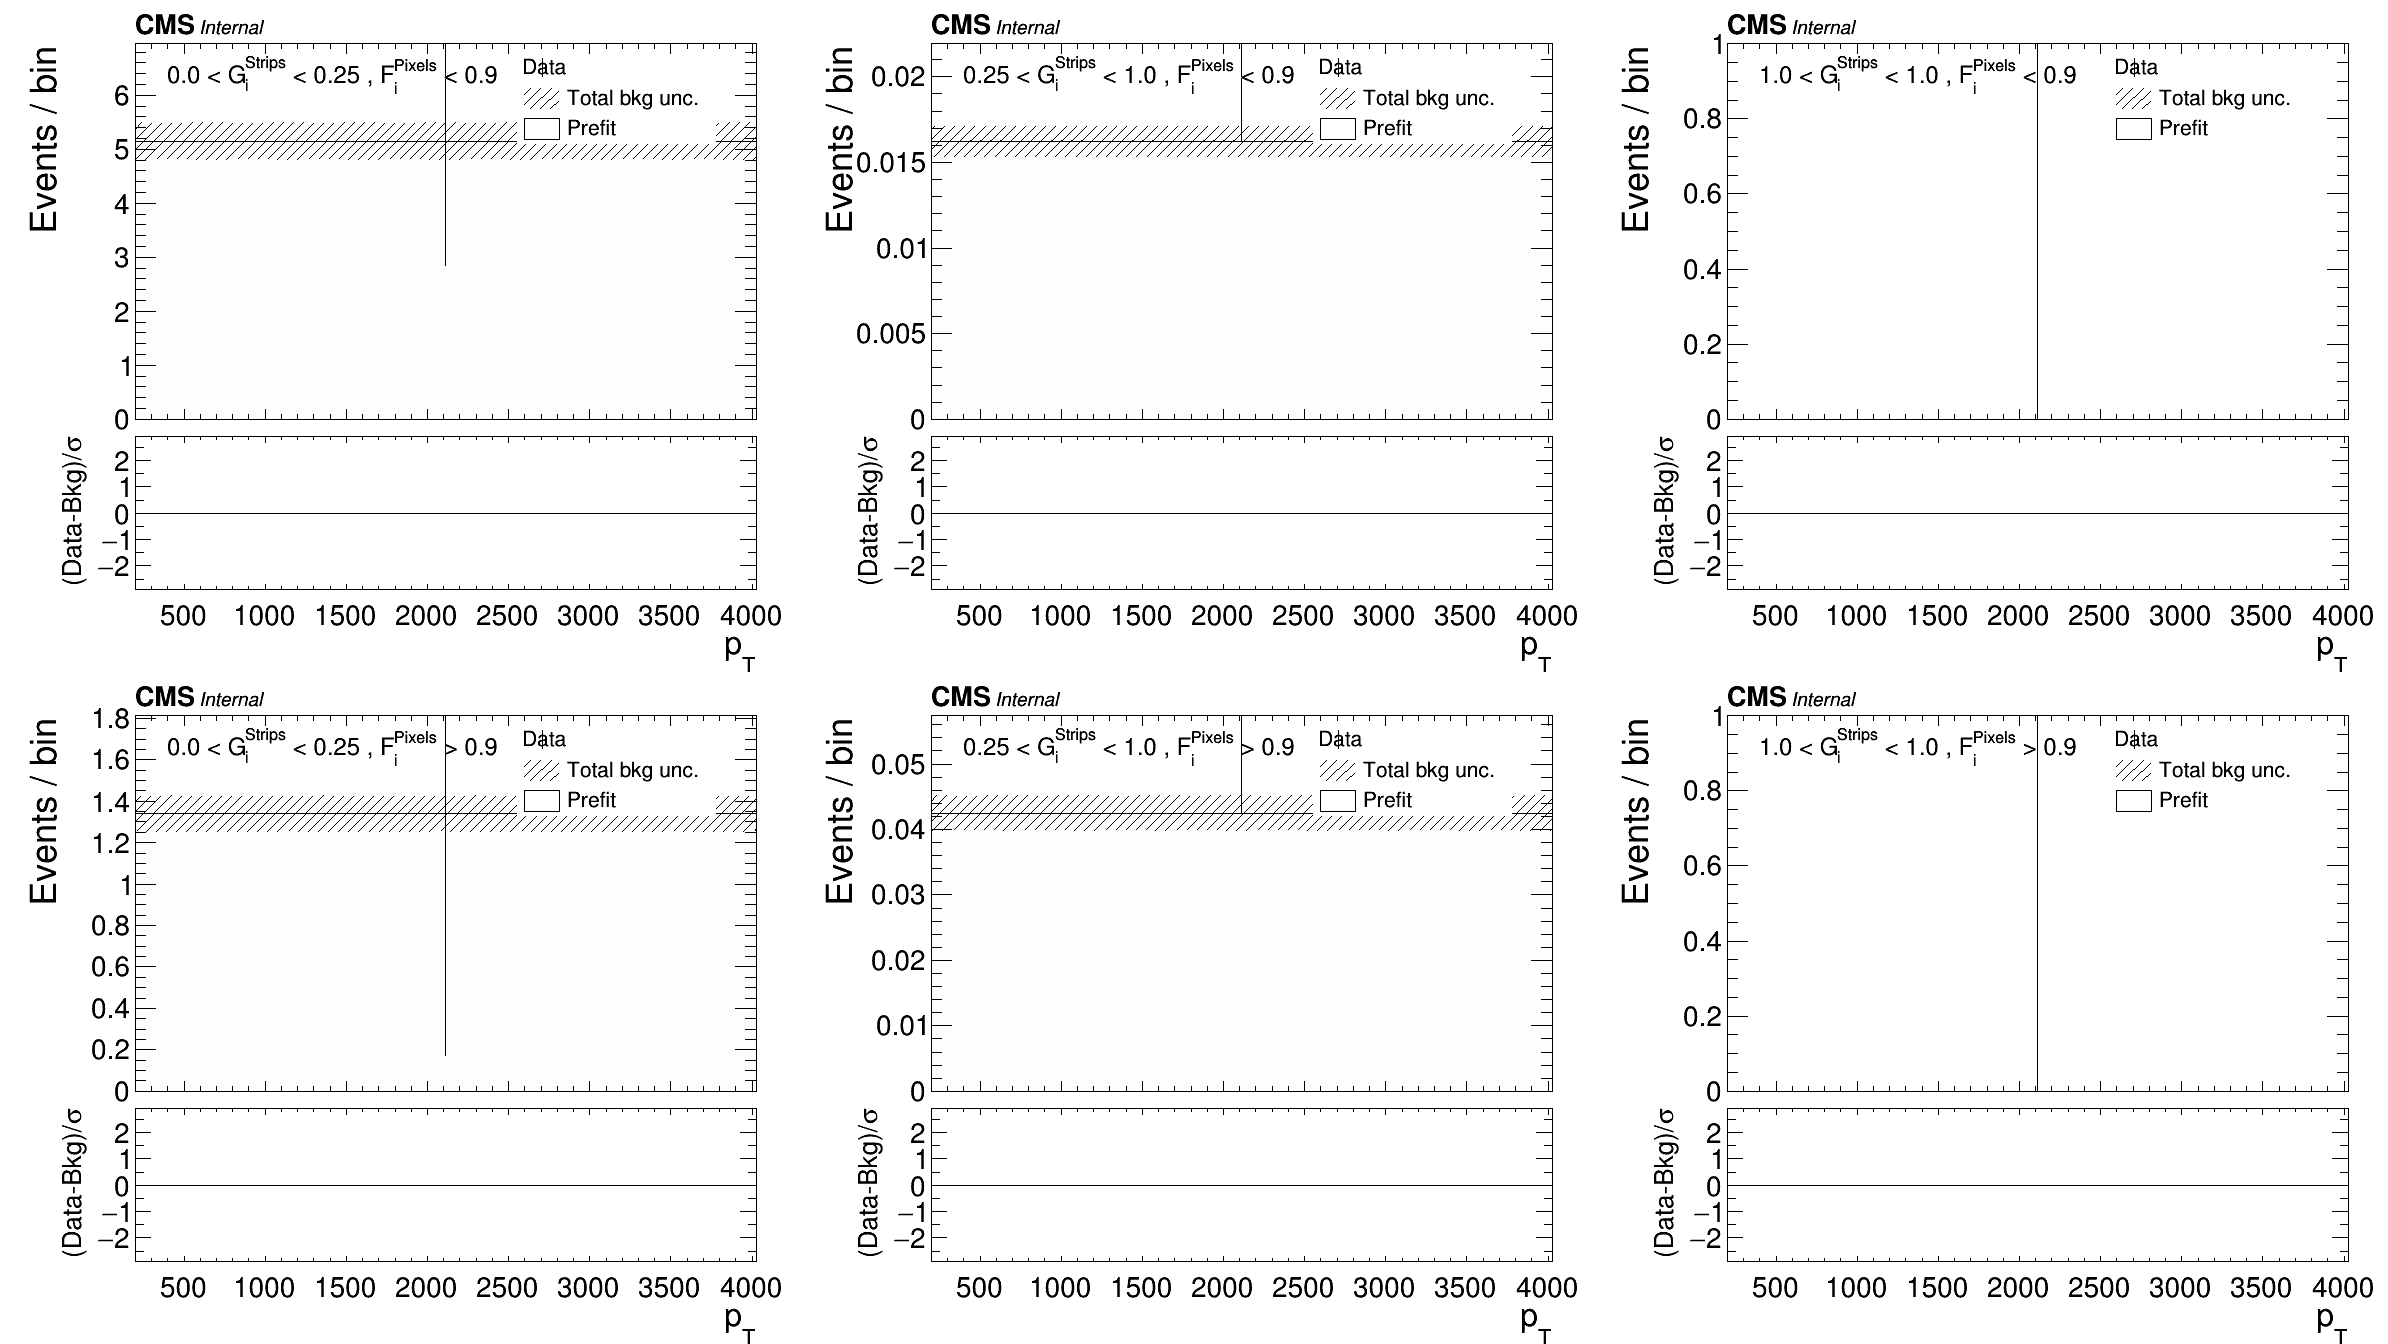 CMS Internal
Events / bin
0.0 < G_i^Strips < 0.25 , F_i^Pixels < 0.9
Data
Total bkg unc.
Prefit
6
5
4
3
2
1
0
(Data-Bkg)/σ
2
1
0
−1
−2
500 1000 1500 2000 2500 3000 3500 4000
p_T
CMS Internal
Events / bin
0.25 < G_i^Strips < 1.0 , F_i^Pixels < 0.9
Data
Total bkg unc.
Prefit
0.02
0.015
0.01
0.005
0
(Data-Bkg)/σ
2
1
0
−1
−2
500 1000 1500 2000 2500 3000 3500 4000
p_T
CMS Internal
Events / bin
1.0 < G_i^Strips < 1.0 , F_i^Pixels < 0.9
Data
Total bkg unc.
Prefit
1
0.8
0.6
0.4
0.2
0
(Data-Bkg)/σ
2
1
0
−1
−2
500 1000 1500 2000 2500 3000 3500 4000
p_T
CMS Internal
Events / bin
0.0 < G_i^Strips < 0.25 , F_i^Pixels > 0.9
Data
Total bkg unc.
Prefit
1.8
1.6
1.4
1.2
1
0.8
0.6
0.4
0.2
0
(Data-Bkg)/σ
2
1
0
−1
−2
500 1000 1500 2000 2500 3000 3500 4000
p_T
CMS Internal
Events / bin
0.25 < G_i^Strips < 1.0 , F_i^Pixels > 0.9
Data
Total bkg unc.
Prefit
0.05
0.04
0.03
0.02
0.01
0
(Data-Bkg)/σ
2
1
0
−1
−2
500 1000 1500 2000 2500 3000 3500 4000
p_T
CMS Internal
Events / bin
1.0 < G_i^Strips < 1.0 , F_i^Pixels > 0.9
Data
Total bkg unc.
Prefit
1
0.8
0.6
0.4
0.2
0
(Data-Bkg)/σ
2
1
0
−1
−2
500 1000 1500 2000 2500 3000 3500 4000
p_T